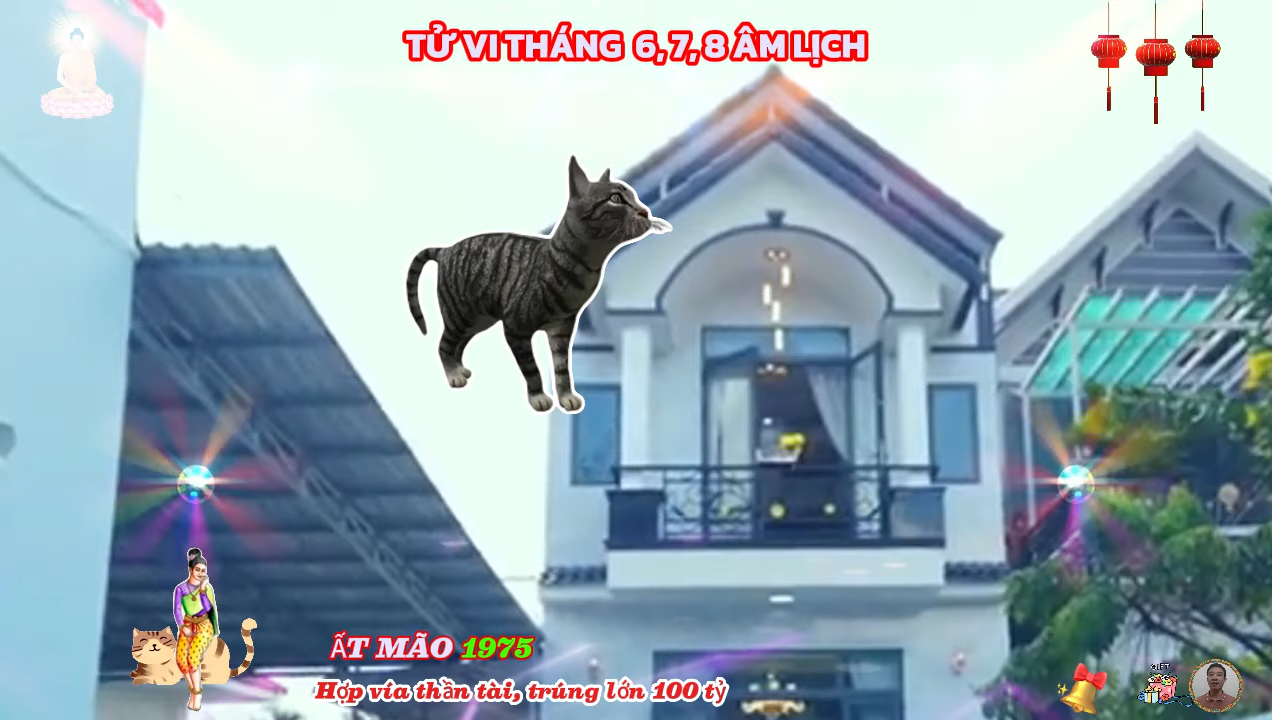 TỬ VI THÁNG 6, 7, 8 ÂM LỊCH
GIFT
ẤT MÃO 1975
Hợp vía thần tài, trúng lớn 100 tỷ